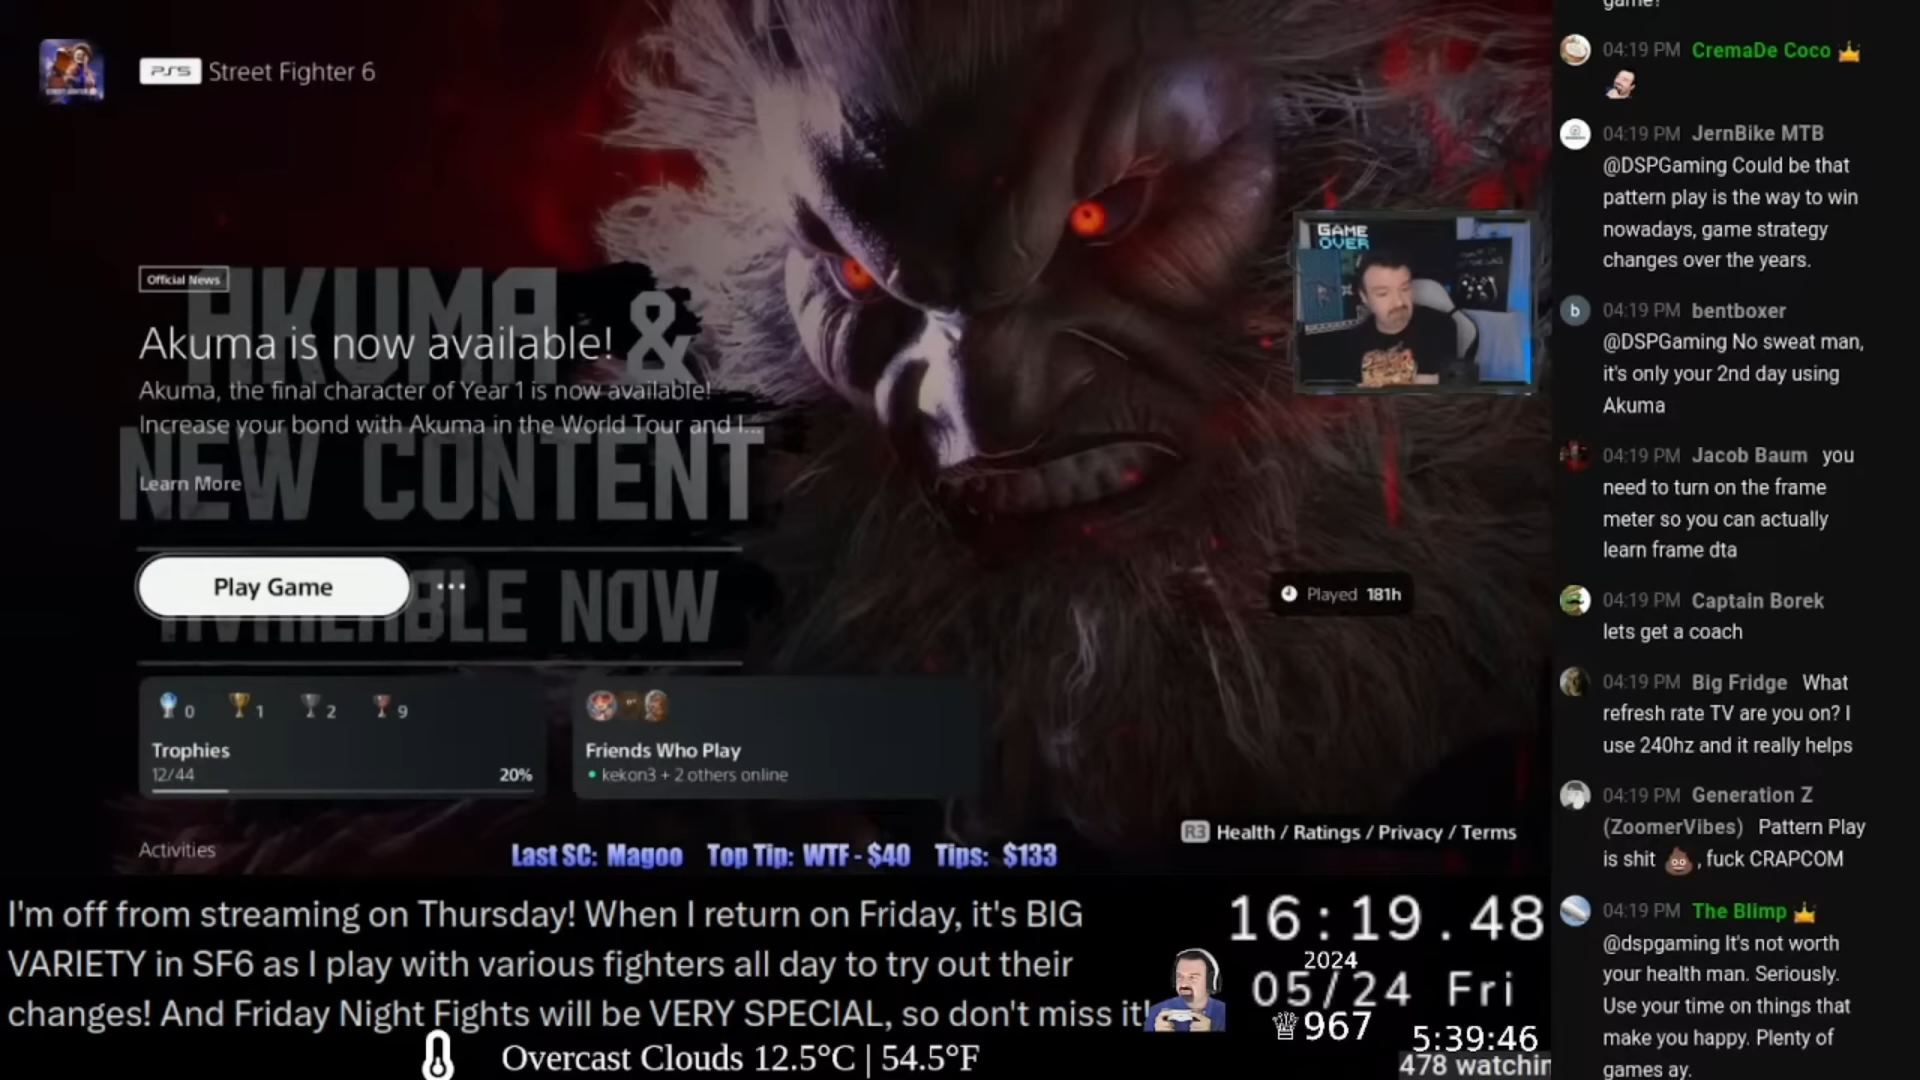 PS5 Street Fighter 6
GAME
OVER
Official News
AKUMA &
Akuma is now available!
Akuma, the final character of Year 1 is now available!
Increase your bond with Akuma in the World Tour and I...
NEW CONTENT
Learn More
AVAILABLE NOW
Play Game ...
Played 181h
0 1 2 9
Trophies
12/44 20%
Friends Who Play
kekon3 + 2 others online
R3 Health / Ratings / Privacy / Terms
Activities
Last SC: Magoo Top Tip: WTF - $40 Tips: $133
I'm off from streaming on Thursday! When I return on Friday, it's BIG
VARIETY in SF6 as I play with various fighters all day to try out their
changes! And Friday Night Fights will be VERY SPECIAL, so don't miss it!
Overcast Clouds 12.5°C | 54.5°F
16:19.48
2024
05/24 Fri
♕967
5:39:46
478 watchin
game?
04:19 PM CremaDe Coco
04:19 PM JernBike MTB
@DSPGaming Could be that
pattern play is the way to win
nowadays, game strategy
changes over the years.
b 04:19 PM bentboxer
@DSPGaming No sweat man,
it's only your 2nd day using
Akuma
04:19 PM Jacob Baum you
need to turn on the frame
meter so you can actually
learn frame dta
04:19 PM Captain Borek
lets get a coach
04:19 PM Big Fridge What
refresh rate TV are you on? I
use 240hz and it really helps
04:19 PM Generation Z
(ZoomerVibes) Pattern Play
is shit 💩, fuck CRAPCOM
04:19 PM The Blimp
@dspgaming It's not worth
your health man. Seriously.
Use your time on things that
make you happy. Plenty of
games ay.